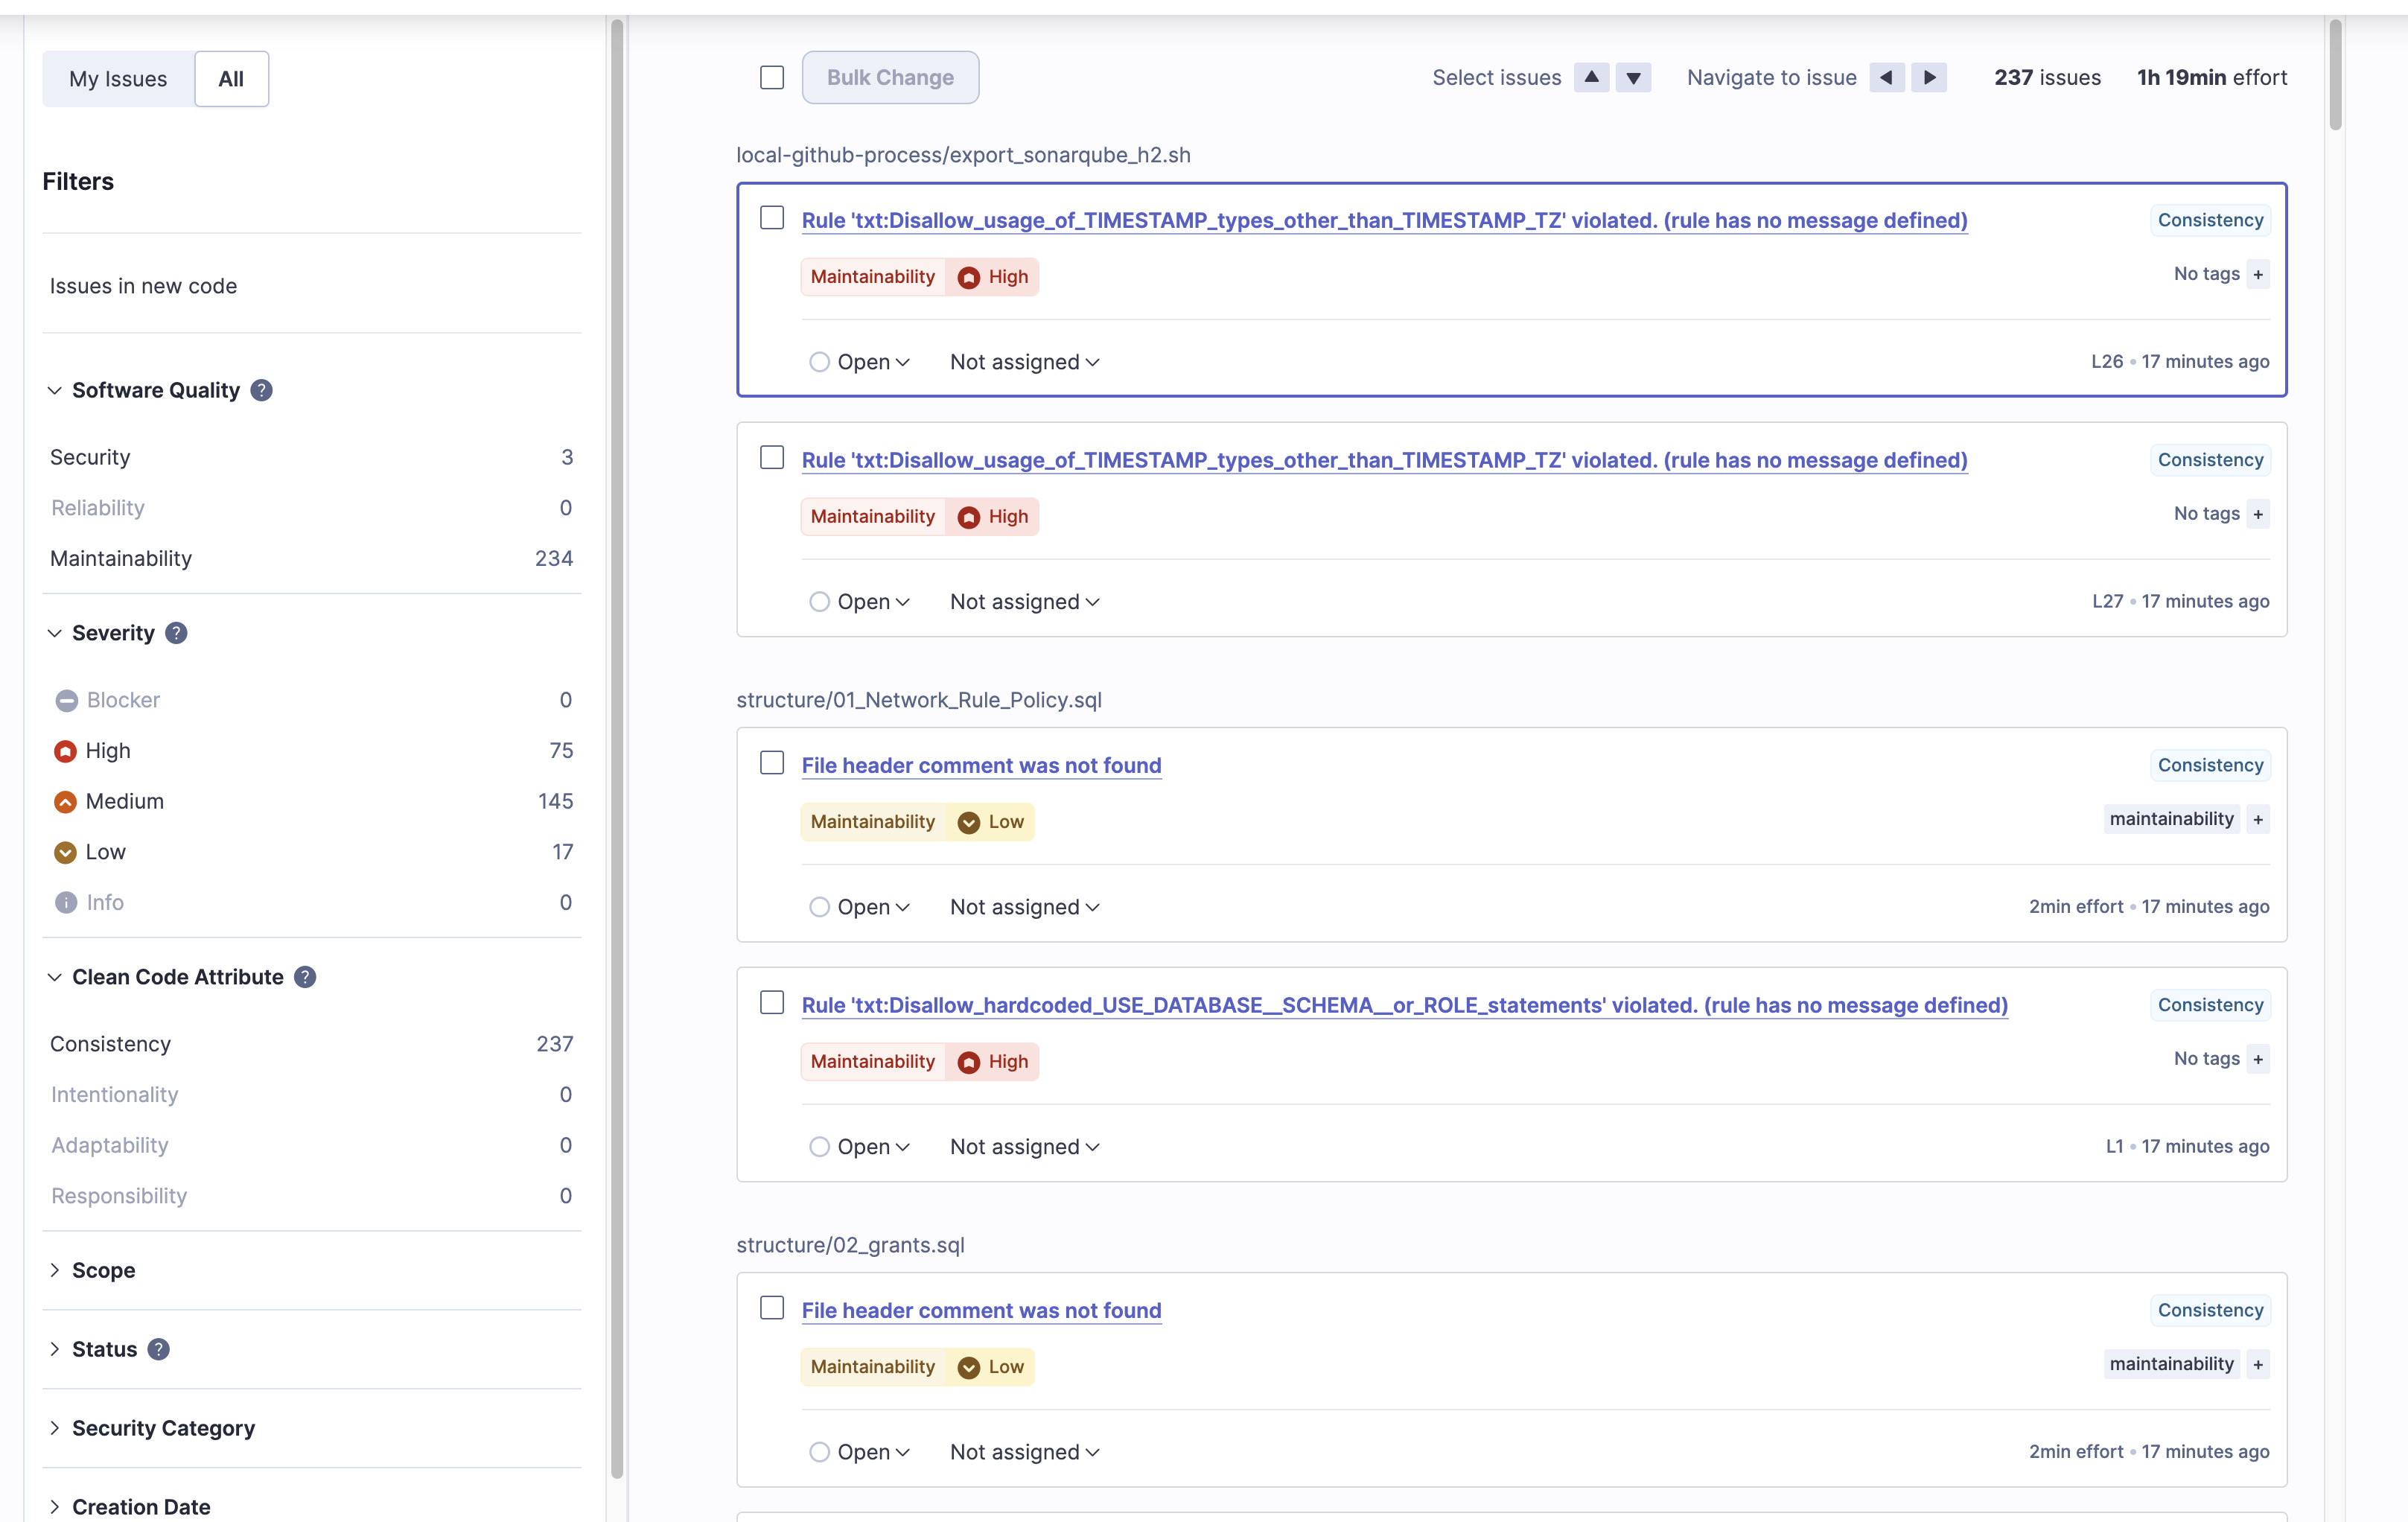 My Issues All
Filters
Issues in new code
Software Quality ?
Security 3
Reliability 0
Maintainability 234
Severity ?
Blocker 0
High 75
Medium 145
Low 17
Info 0
Clean Code Attribute ?
Consistency 237
Intentionality 0
Adaptability 0
Responsibility 0
Scope
Status ?
Security Category
Creation Date
Bulk Change Select issues Navigate to issue 237 issues 1h 19min effort
local-github-process/export_sonarqube_h2.sh
Rule 'txt:Disallow_usage_of_TIMESTAMP_types_other_than_TIMESTAMP_TZ' violated. (rule has no message defined) Consistency
Maintainability High No tags +
Open Not assigned L26 • 17 minutes ago
Rule 'txt:Disallow_usage_of_TIMESTAMP_types_other_than_TIMESTAMP_TZ' violated. (rule has no message defined) Consistency
Maintainability High No tags +
Open Not assigned L27 • 17 minutes ago
structure/01_Network_Rule_Policy.sql
File header comment was not found Consistency
Maintainability Low maintainability +
Open Not assigned 2min effort • 17 minutes ago
Rule 'txt:Disallow_hardcoded_USE_DATABASE__SCHEMA__or_ROLE_statements' violated. (rule has no message defined) Consistency
Maintainability High No tags +
Open Not assigned L1 • 17 minutes ago
structure/02_grants.sql
File header comment was not found Consistency
Maintainability Low maintainability +
Open Not assigned 2min effort • 17 minutes ago